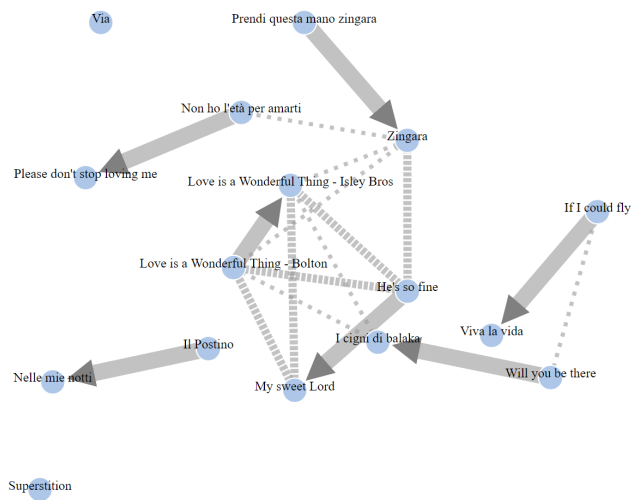 Via
Prendi questa mano zingara
Non ho l'età per amarti
Zingara
Please don't stop loving me
Love is a Wonderful Thing - Isley Bros
If I could fly
Love is a Wonderful Thing - Bolton
He's so fine
Viva la vida
I cigni di balaka
Il Postino
Will you be there
Nelle mie notti
My sweet Lord
Superstition